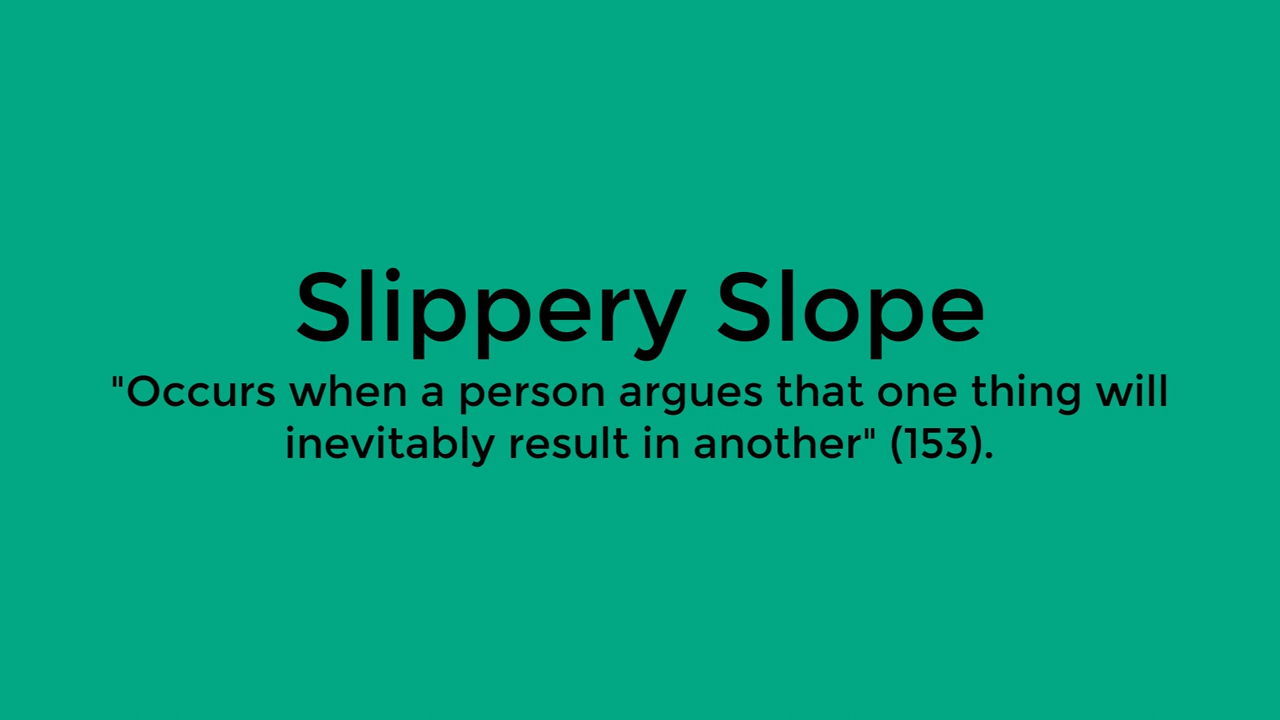 Slippery Slope
"Occurs when a person argues that one thing will
inevitably result in another" (153).